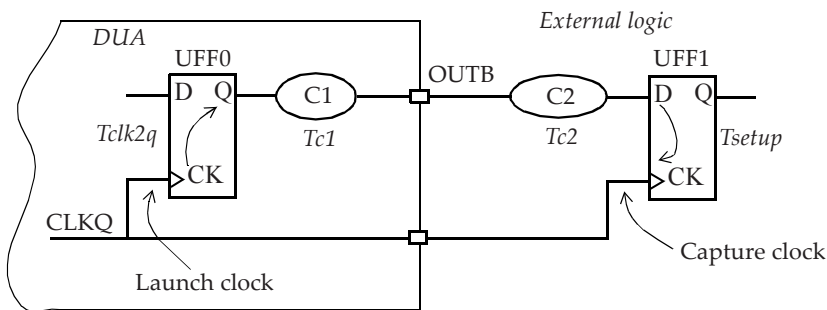 External logic
DUA
UFF0
UFF1
OUTB
D
Q
C1
C2
D
Q
Tclk2q
Tc1
Tc2
Tsetup
CK
CK
CLKQ
Launch clock
Capture clock